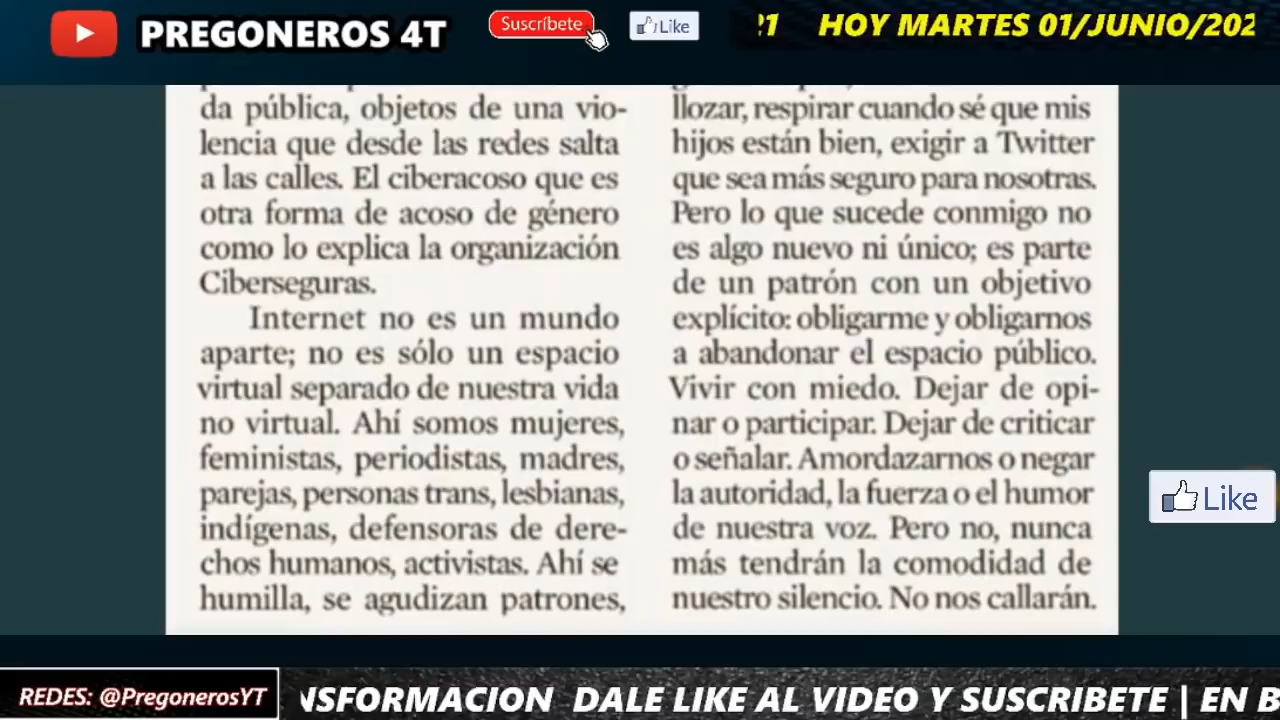 PREGONEROS 4T
Suscríbete
Like
21 HOY MARTES 01/JUNIO/202
da pública, objetos de una vio-
lencia que desde las redes salta
a las calles. El ciberacoso que es
otra forma de acoso de género
como lo explica la organización
Ciberseguras.
Internet no es un mundo
aparte; no es sólo un espacio
virtual separado de nuestra vida
no virtual. Ahí somos mujeres,
feministas, periodistas, madres,
parejas, personas trans, lesbianas,
indígenas, defensoras de dere-
chos humanos, activistas. Ahí se
humilla, se agudizan patrones,
llozar, respirar cuando sé que mis
hijos están bien, exigir a Twitter
que sea más seguro para nosotras.
Pero lo que sucede conmigo no
es algo nuevo ni único; es parte
de un patrón con un objetivo
explícito: obligarme y obligarnos
a abandonar el espacio público.
Vivir con miedo. Dejar de opi-
nar o participar. Dejar de criticar
o señalar. Amordazarnos o negar
la autoridad, la fuerza o el humor
de nuestra voz. Pero no, nunca
más tendrán la comodidad de
nuestro silencio. No nos callarán.
Like
REDES: @PregonerosYT
NSFORMACION DALE LIKE AL VIDEO Y SUSCRIBETE | EN B